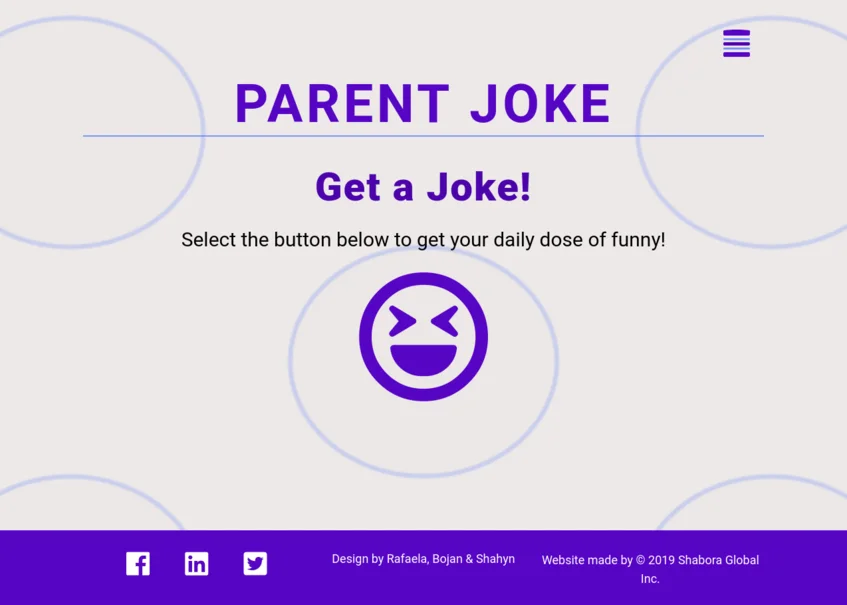 PARENT JOKE
Get a Joke!
Select the button below to get your daily dose of funny!
Design by Rafaela, Bojan & Shahyn
Website made by © 2019 Shabora Global
Inc.